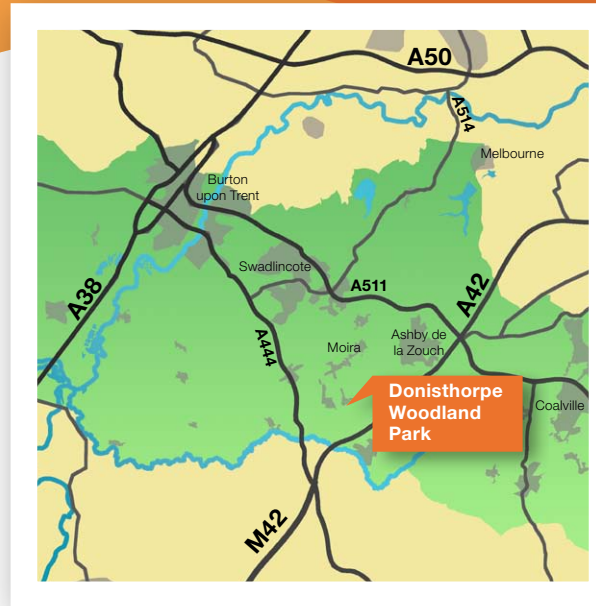 A50
A514
Melbourne
Burton
upon Trent
Swadlincote
A38
A511
A42
A444
Moira
Ashby de
la Zouch
Donisthorpe
Woodland
Park
Coalville
M42